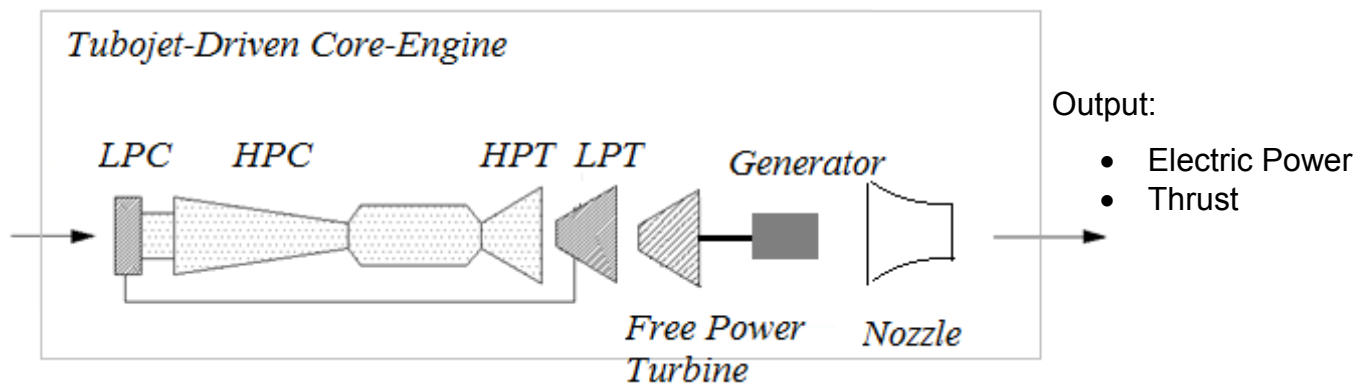 Tubojet-Driven Core-Engine
Output:
LPC HPC HPT LPT Generator
• Electric Power
• Thrust
Free Power
Turbine
Nozzle